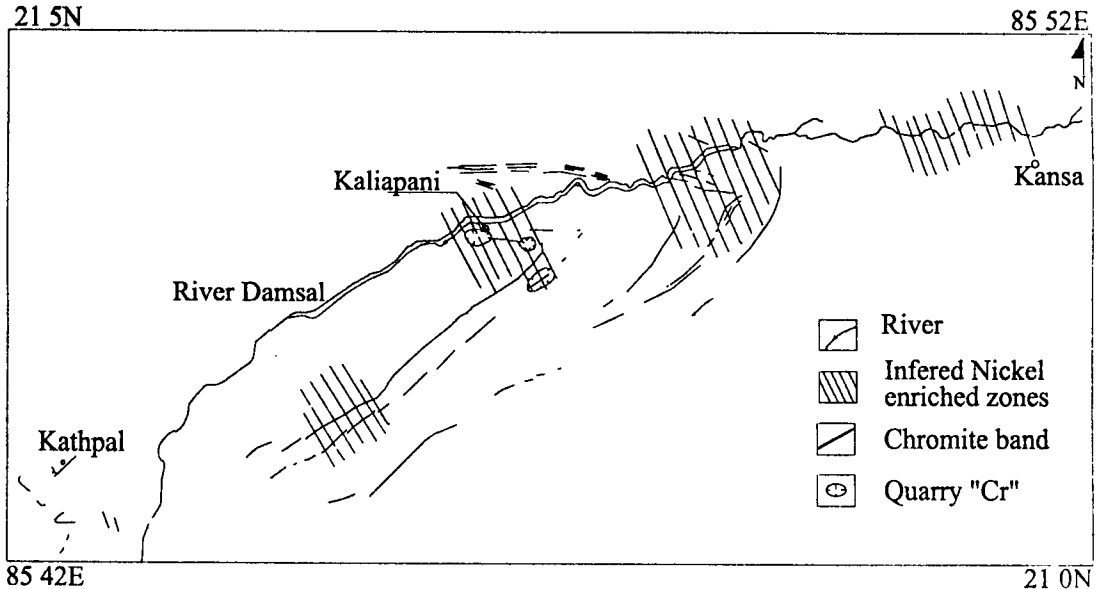 21 5N
85 52E
N
Kaliapani
Kansa
River Damsal
River
Infered Nickel
enriched zones
Kathpal
Chromite band
Quarry "Cr"
85 42E
21 0N